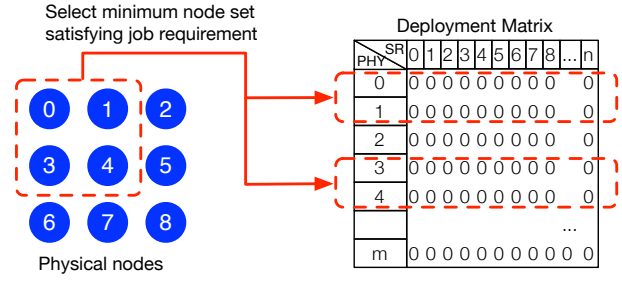 Select minimum node set
satisfying job requirement
0 1 2
3 4 5
6 7 8
Physical nodes
Deployment Matrix
PHY SR 0 1 2 3 4 5 6 7 8 ... n
0 0 0 0 0 0 0 0 0 0 0
1 0 0 0 0 0 0 0 0 0 0
2 0 0 0 0 0 0 0 0 0 0
3 0 0 0 0 0 0 0 0 0 0
4 0 0 0 0 0 0 0 0 0 0
...
m 0 0 0 0 0 0 0 0 0 0 0